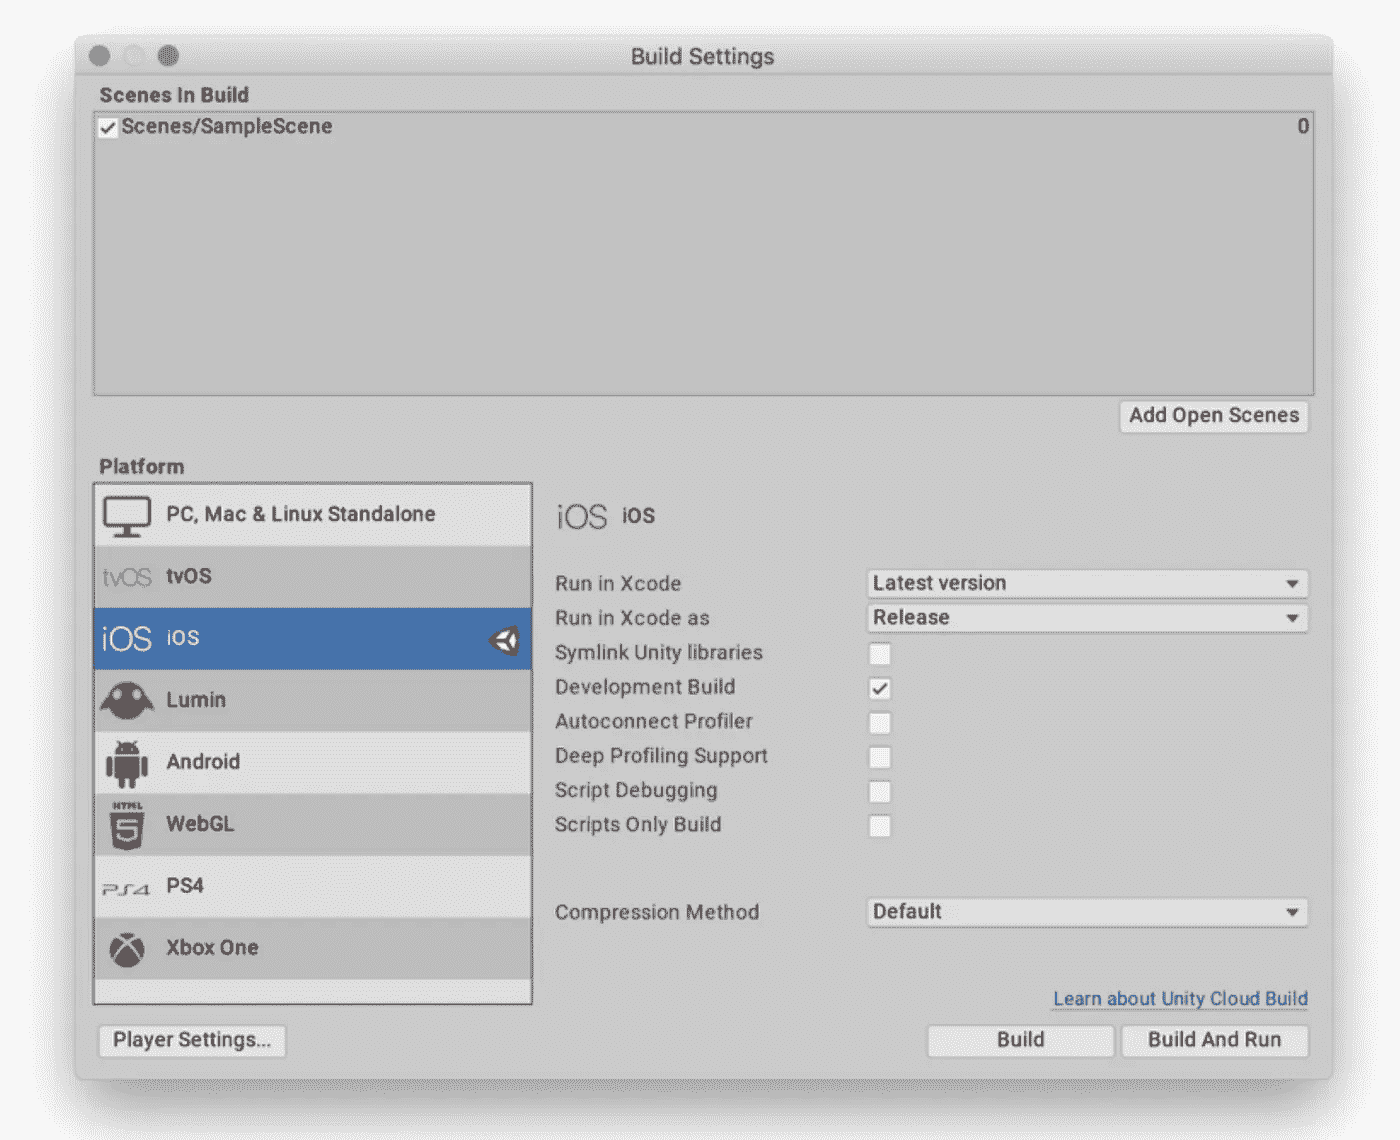 Build Settings
Scenes In Build
Scenes/SampleScene 0
Add Open Scenes
Platform
PC, Mac & Linux Standalone
tvOS tvOS
iOS iOS
Lumin
Android
HTML 5 WebGL
PS4 PS4
Xbox One
iOS iOS
Run in Xcode Latest version
Run in Xcode as Release
Symlink Unity libraries
Development Build
Autoconnect Profiler
Deep Profiling Support
Script Debugging
Scripts Only Build
Compression Method Default
Learn about Unity Cloud Build
Player Settings... Build Build And Run